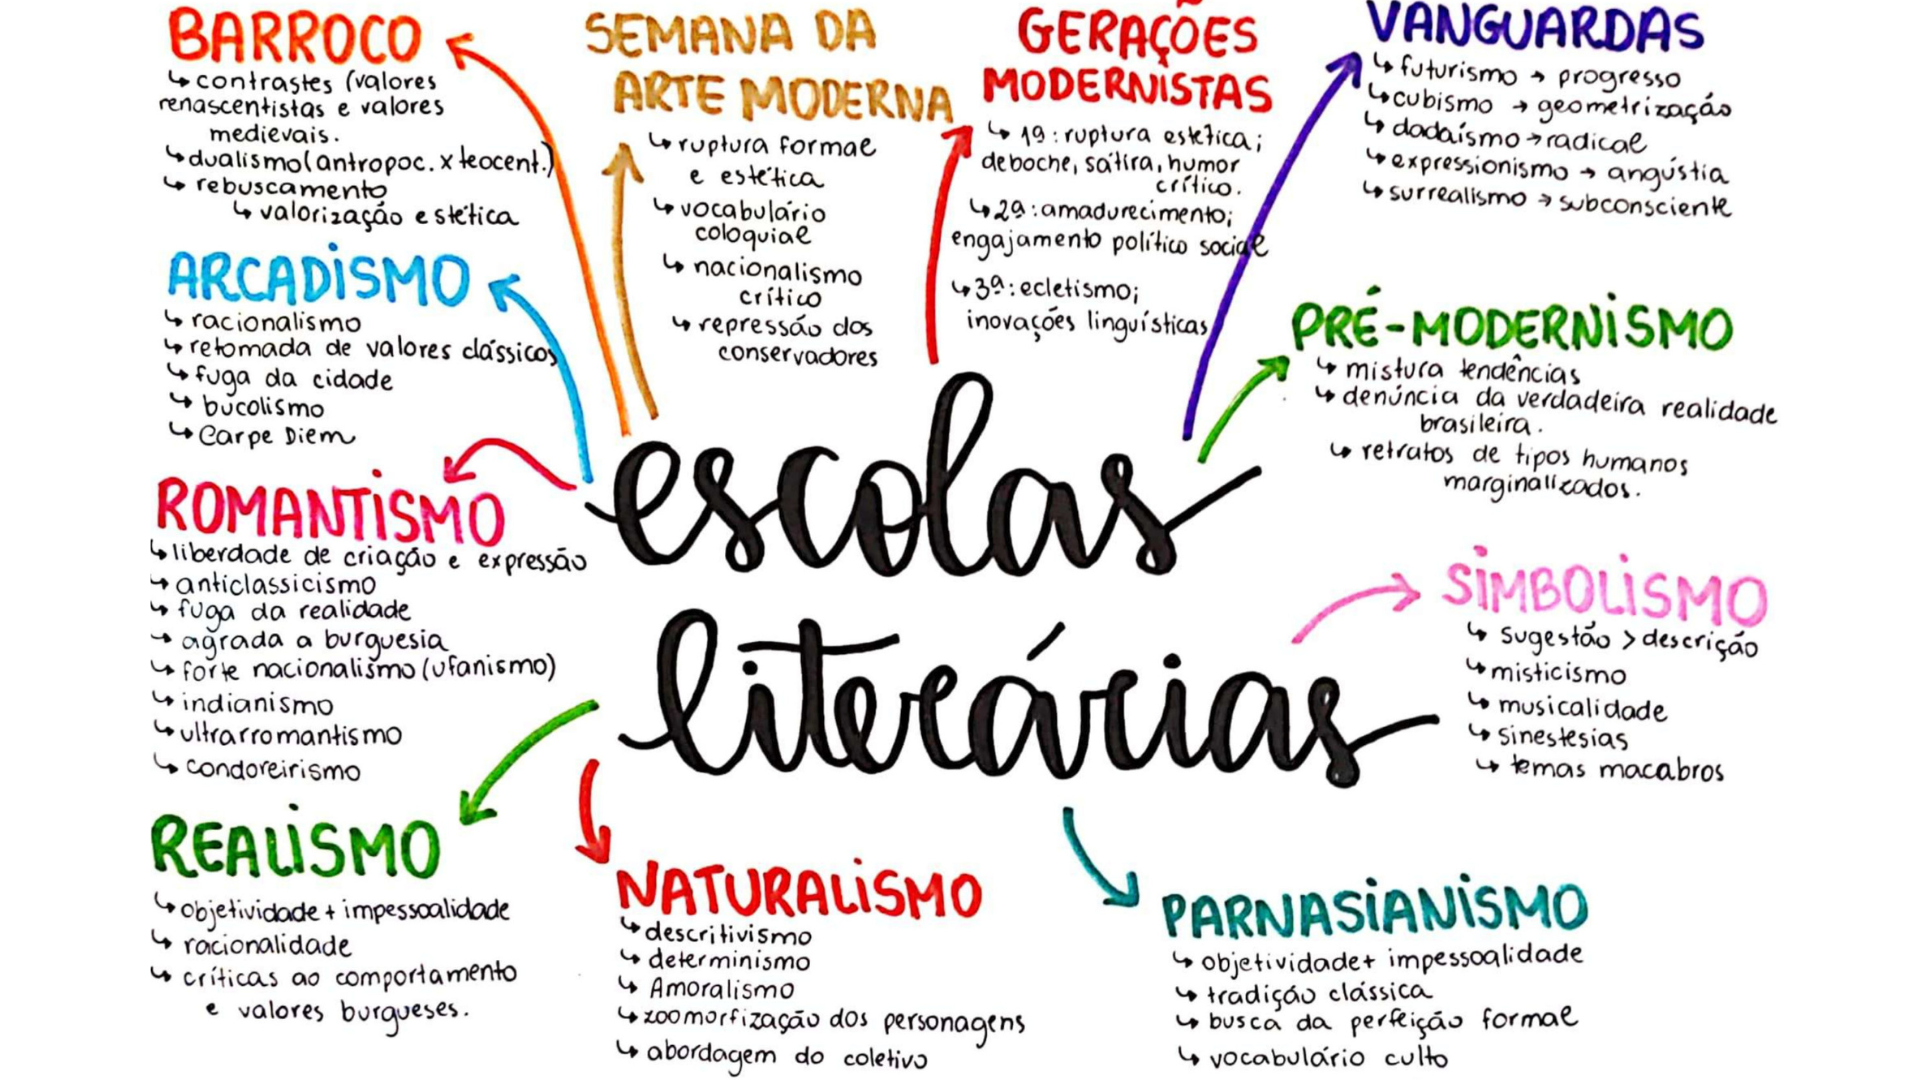 BARROCO
↳ contrastes (valores
renascentistas e valores
medievais.
↳ dualismo (antropoc. x teocent.)
↳ rebuscamento
↳ valorização estética
SEMANA DA
ARTE MODERNA
↳ ruptura formal
e estética
↳ vocabulário
coloquial
↳ nacionalismo
crítico
↳ repressão dos
conservadores
GERAÇÕES
MODERNISTAS
↳ 1ª: ruptura estética;
deboche, sátira, humor
crítico.
↳ 2ª: amadurecimento;
engajamento político social
↳ 3ª: ecletismo;
inovações linguísticas
VANGUARDAS
↳ futurismo → progresso
↳ cubismo → geometrização
↳ dadaísmo → radical
↳ expressionismo → angústia
↳ surrealismo → subconsciente
ARCADISMO
↳ racionalismo
↳ retomada de valores clássicos
↳ fuga da cidade
↳ bucolismo
↳ Carpe Diem
PRÉ-MODERNISMO
↳ mistura tendências
↳ denúncia da verdadeira realidade
brasileira.
↳ retratos de tipos humanos
marginalizados.
escolas
literárias
ROMANTISMO
↳ liberdade de criação e expressão
↳ anticlassicismo
↳ fuga da realidade
↳ agrada a burguesia
↳ forte nacionalismo (ufanismo)
↳ indianismo
↳ ultrarromantismo
↳ condoreirismo
SIMBOLISMO
↳ sugestão > descrição
↳ misticismo
↳ musicalidade
↳ sinestesias
↳ temas macabros
REALISMO
↳ objetividade + impessoalidade
↳ racionalidade
↳ críticas ao comportamento
e valores burgueses.
NATURALISMO
↳ descritivismo
↳ determinismo
↳ Amoralismo
↳ zoomorfização dos personagens
↳ abordagem do coletivo
PARNASIANISMO
↳ objetividade + impessoalidade
↳ tradição clássica
↳ busca da perfeição formal
↳ vocabulário culto